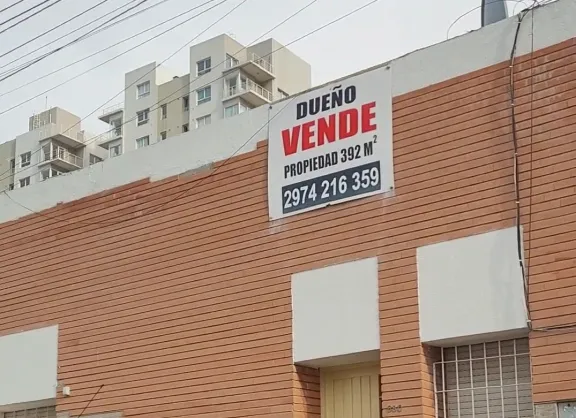 DUEÑO
VENDE
PROPIEDAD 392 M²
2974 216 359